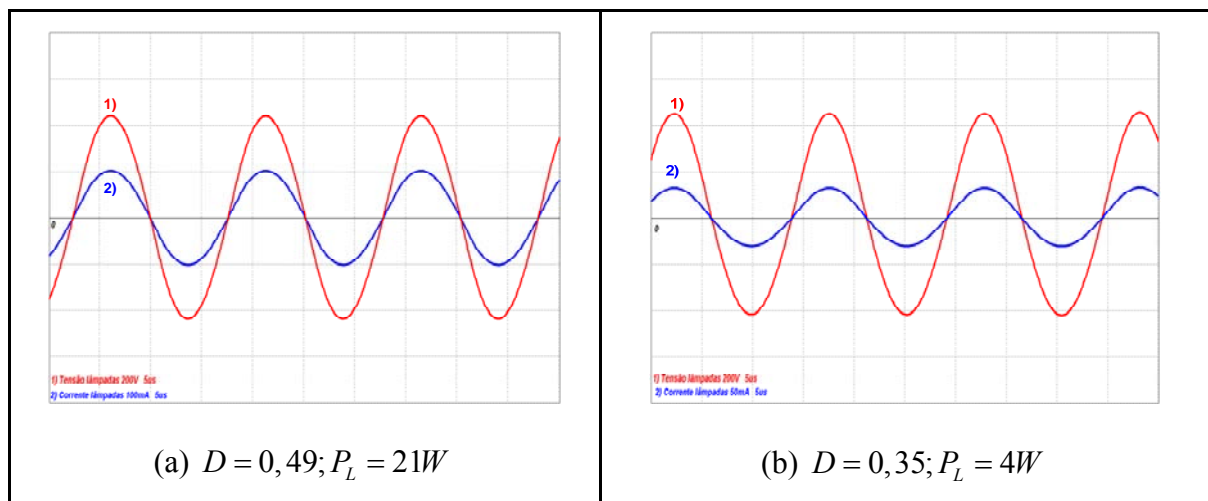 1)
2)
0
1) Tensão lâmpadas 200V 5us
2) Corrente lâmpadas 100mA 5us
(a) D = 0,49; P_L = 21W
1)
2)
0
1) Tensão lâmpadas 200V 5us
2) Corrente lâmpadas 50mA 5us
(b) D = 0,35; P_L = 4W